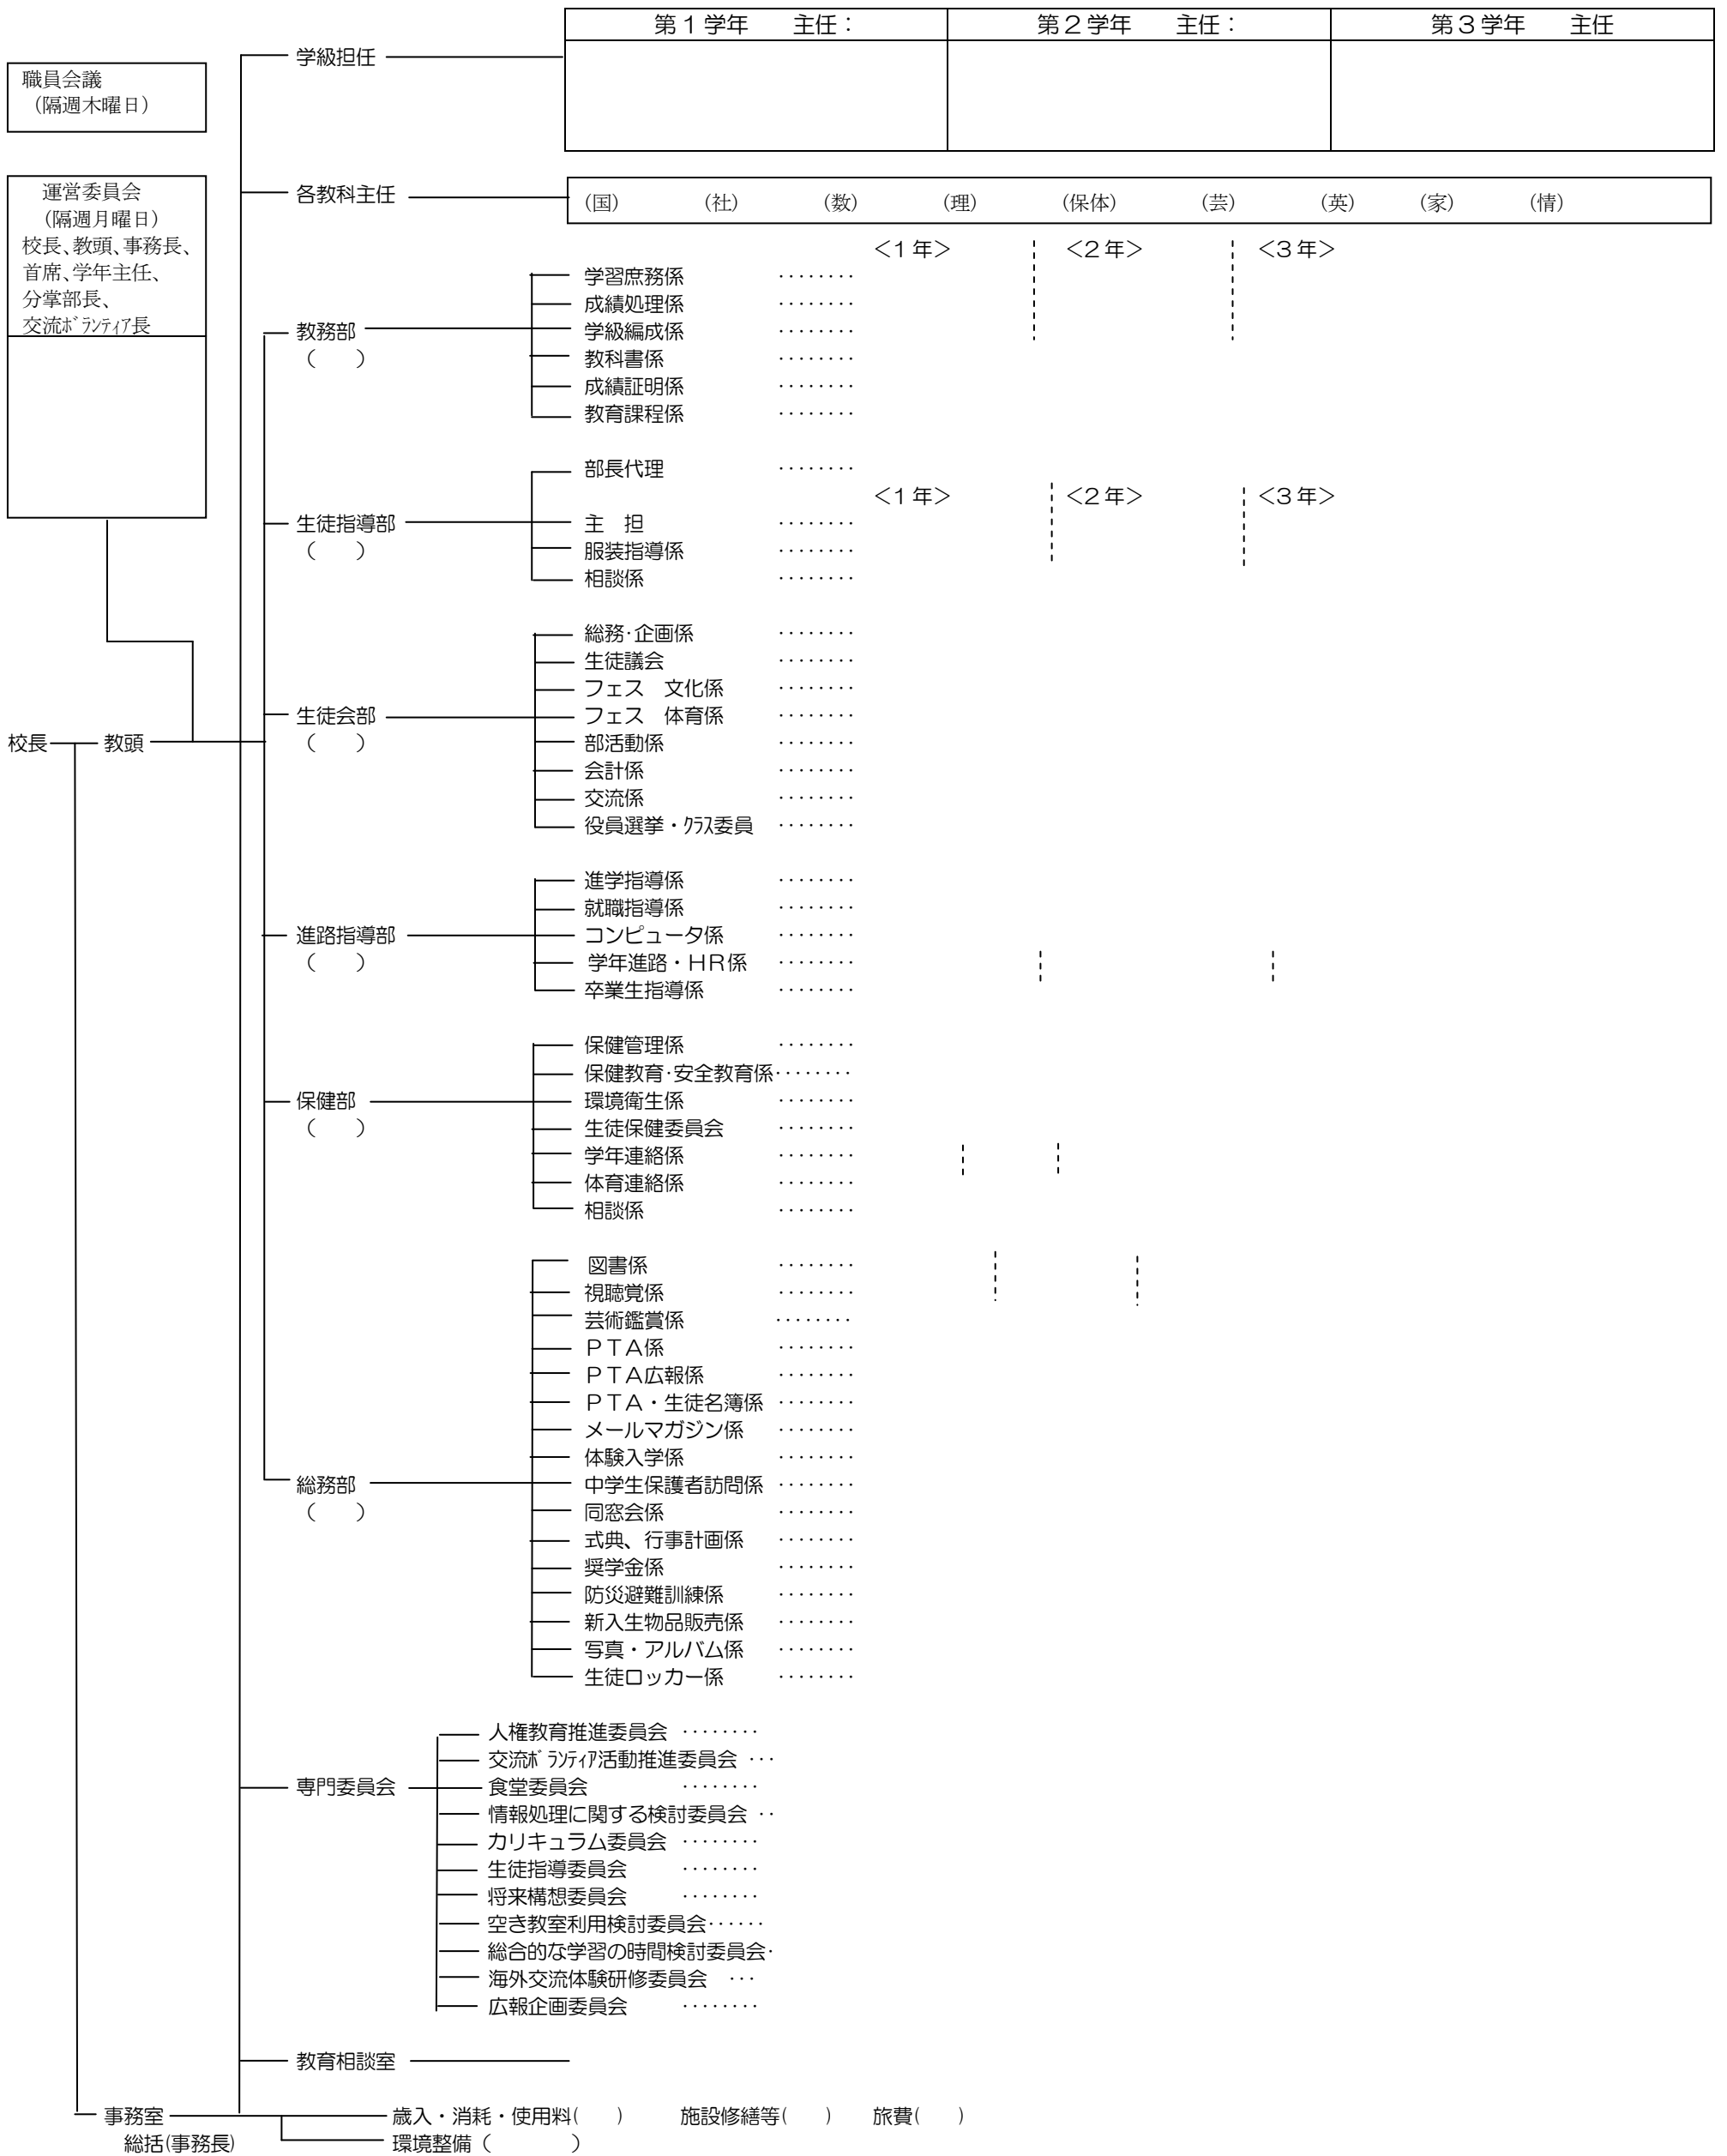 第１学年　　主任：　第２学年　　主任：　第３学年　　主任
学級担任
職員会議
（隔週木曜日）
運営委員会
（隔週月曜日）
校長、教頭、事務長、
首席、学年主任、
分掌部長、
交流ﾎﾞﾗﾝﾃｨｱ長
各教科主任　（国）　（社）　（数）　（理）　（保体）　（芸）　（英）　（家）　（情）
＜１年＞　＜２年＞　＜３年＞
学習庶務係　････････
成績処理係　････････
教務部　学級編成係　････････
（　　）　教科書係　････････
成績証明係　････････
教育課程係　････････
部長代理　････････
＜１年＞　＜２年＞　＜３年＞
生徒指導部　主　担　････････
（　　）　服装指導係　････････
相談係　････････
総務･企画係　････････
生徒議会　････････
フェス　文化係　････････
生徒会部　フェス　体育係　････････
校長　教頭　（　　）　部活動係　････････
会計係　････････
交流係　････････
役員選挙・ｸﾗｽ委員　････････
進学指導係　････････
就職指導係　････････
進路指導部　コンピュータ係　････････
（　　）　学年進路・ＨＲ係　････････
卒業生指導係　････････
保健管理係　････････
保健教育･安全教育係････････
保健部　環境衛生係　････････
（　　）　生徒保健委員会　････････
学年連絡係　････････
体育連絡係　････････
相談係　････････
図書係　････････
視聴覚係　････････
芸術鑑賞係　････････
ＰＴＡ係　････････
ＰＴＡ広報係　････････
ＰＴＡ・生徒名簿係　････････
メールマガジン係　････････
体験入学係　････････
総務部　中学生保護者訪問係　････････
（　　）　同窓会係　････････
式典、行事計画係　････････
奨学金係　････････
防災避難訓練係　････････
新入生物品販売係　････････
写真・アルバム係　････････
生徒ロッカー係　････････
人権教育推進委員会　････････
交流ﾎﾞﾗﾝﾃｨｱ活動推進委員会　･･･
専門委員会　食堂委員会　････････
情報処理に関する検討委員会　･･
カリキュラム委員会　････････
生徒指導委員会　････････
将来構想委員会　････････
空き教室利用検討委員会･･････
総合的な学習の時間検討委員会･
海外交流体験研修委員会　･･･
広報企画委員会　････････
教育相談室
事務室　歳入・消耗・使用料(　　)　施設修繕等(　　)　旅費(　　)
総括(事務長)　環境整備（　　　　）